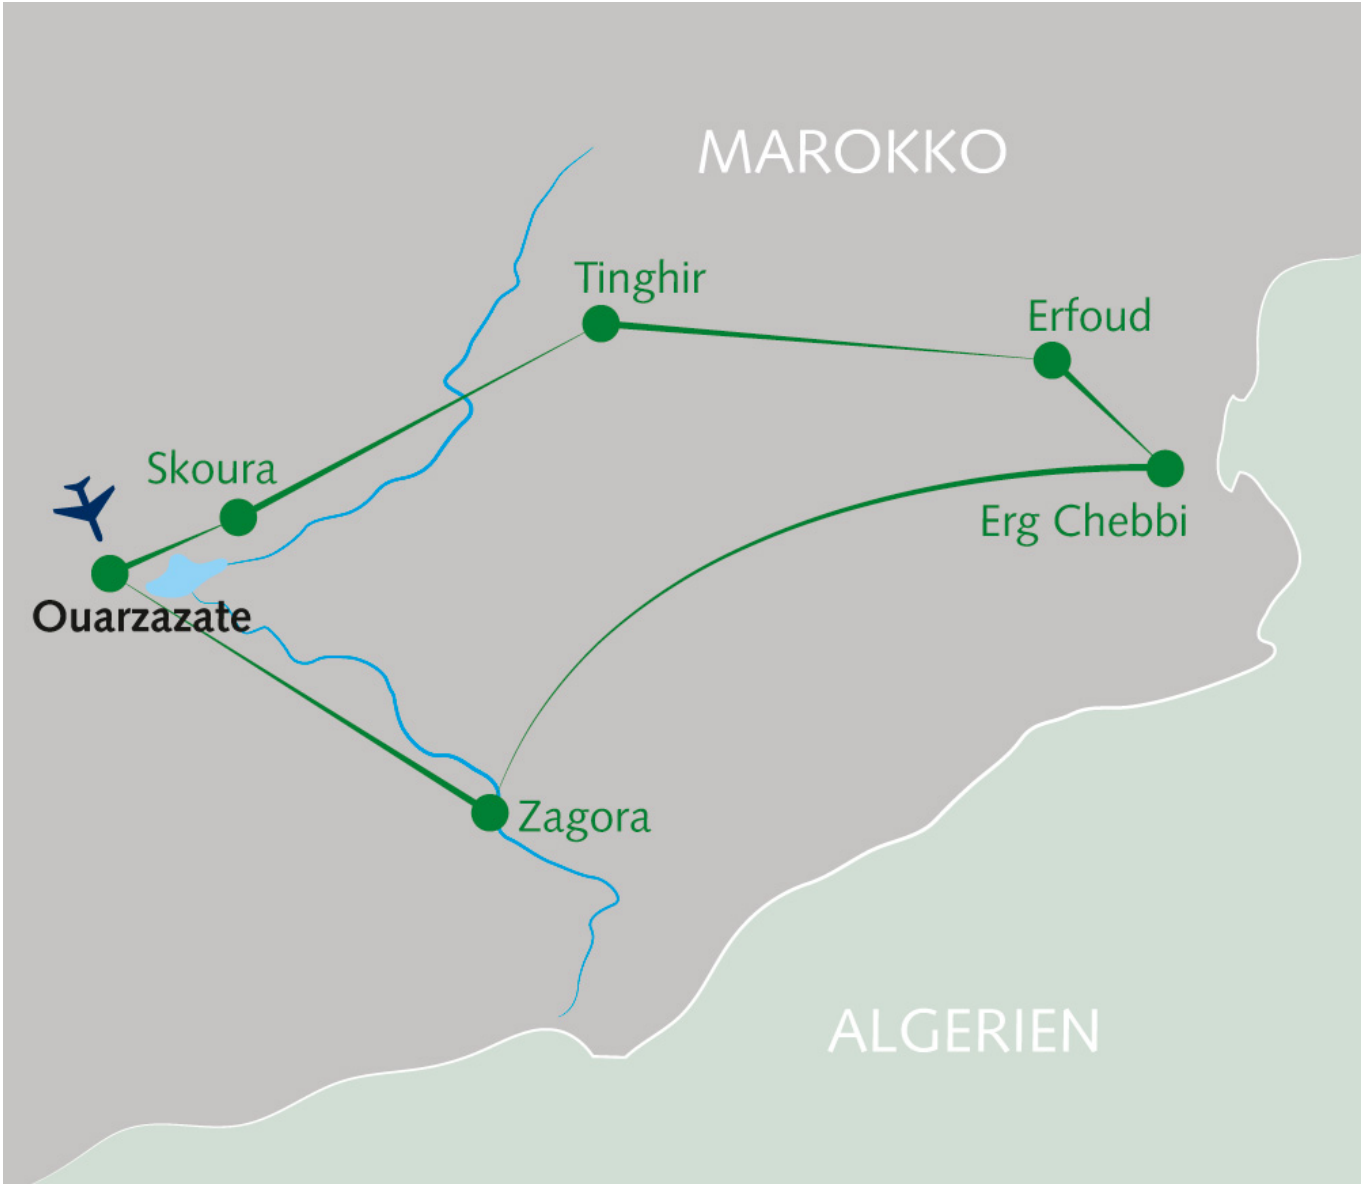 MAROKKO
Tinghir
Erfoud
Skoura
Erg Chebbi
Ouarzazate
Zagora
ALGERIEN